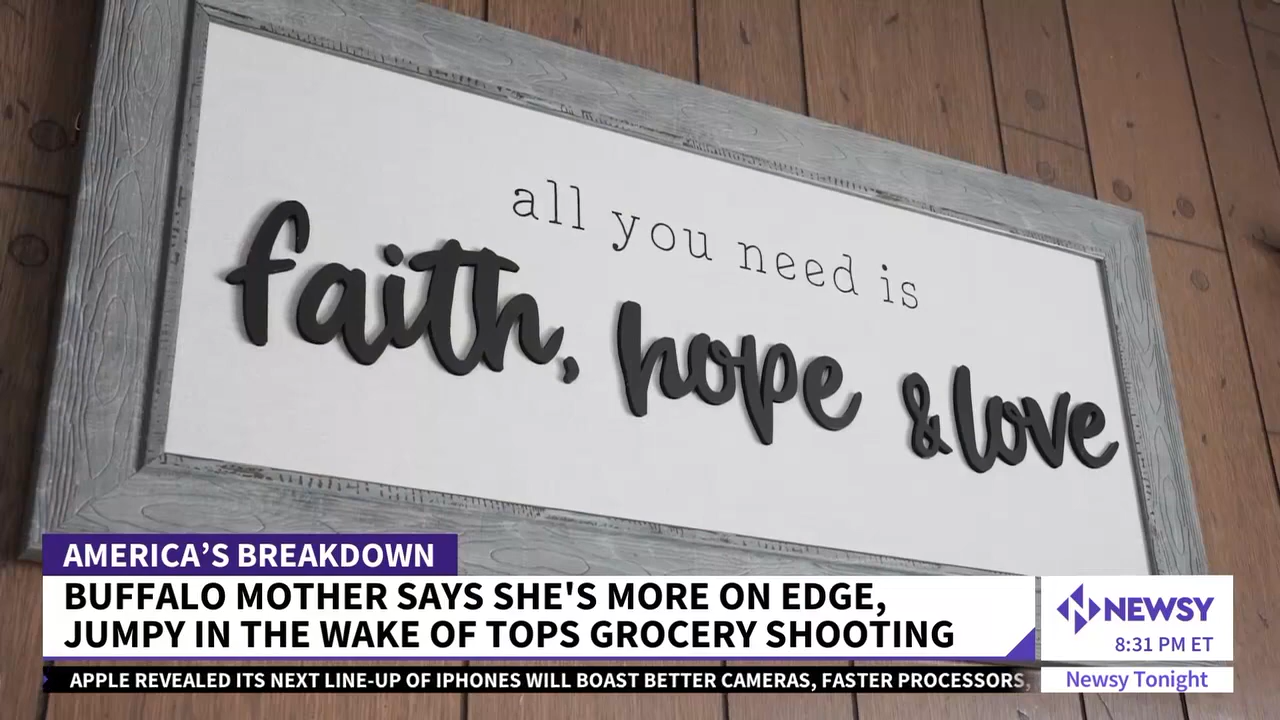 all you need is
faith, hope & love
AMERICA’S BREAKDOWN
BUFFALO MOTHER SAYS SHE'S MORE ON EDGE,
JUMPY IN THE WAKE OF TOPS GROCERY SHOOTING
NEWSY
8:31 PM ET
APPLE REVEALED ITS NEXT LINE-UP OF IPHONES WILL BOAST BETTER CAMERAS, FASTER PROCESSORS,
Newsy Tonight